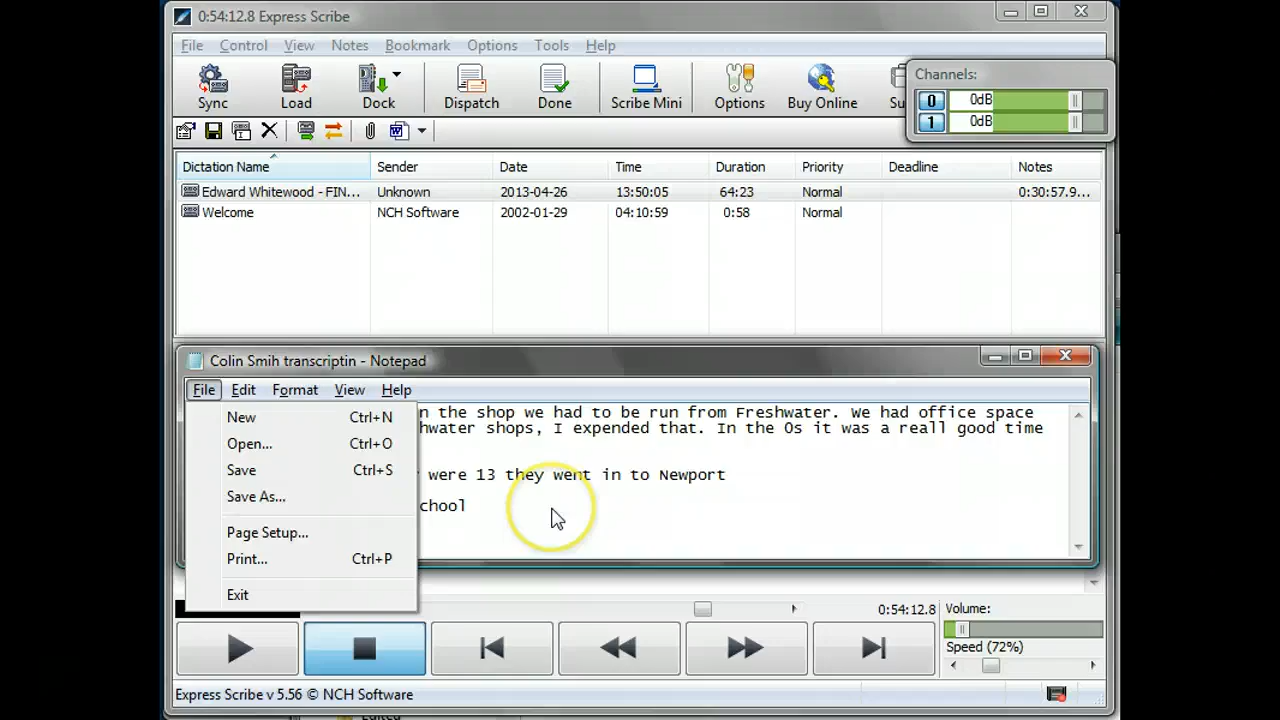 0:54:12.8 Express Scribe
File Control View Notes Bookmark Options Tools Help
Sync Load Dock Dispatch Done Scribe Mini Options Buy Online Su
Channels:
0 0dB
1 0dB
Dictation Name Sender Date Time Duration Priority Deadline Notes
Edward Whitewood - FIN... Unknown 2013-04-26 13:50:05 64:23 Normal 0:30:57.9...
Welcome NCH Software 2002-01-29 04:10:59 0:58 Normal
Colin Smih transcriptin - Notepad
File Edit Format View Help
n the shop we had to be run from Freshwater. We had office space
hwater shops, I expended that. In the Os it was a reall good time
were 13 they went in to Newport
chool
New Ctrl+N
Open... Ctrl+O
Save Ctrl+S
Save As...
Page Setup...
Print... Ctrl+P
Exit
0:54:12.8
Volume:
Speed (72%)
Express Scribe v 5.56 © NCH Software
Edited